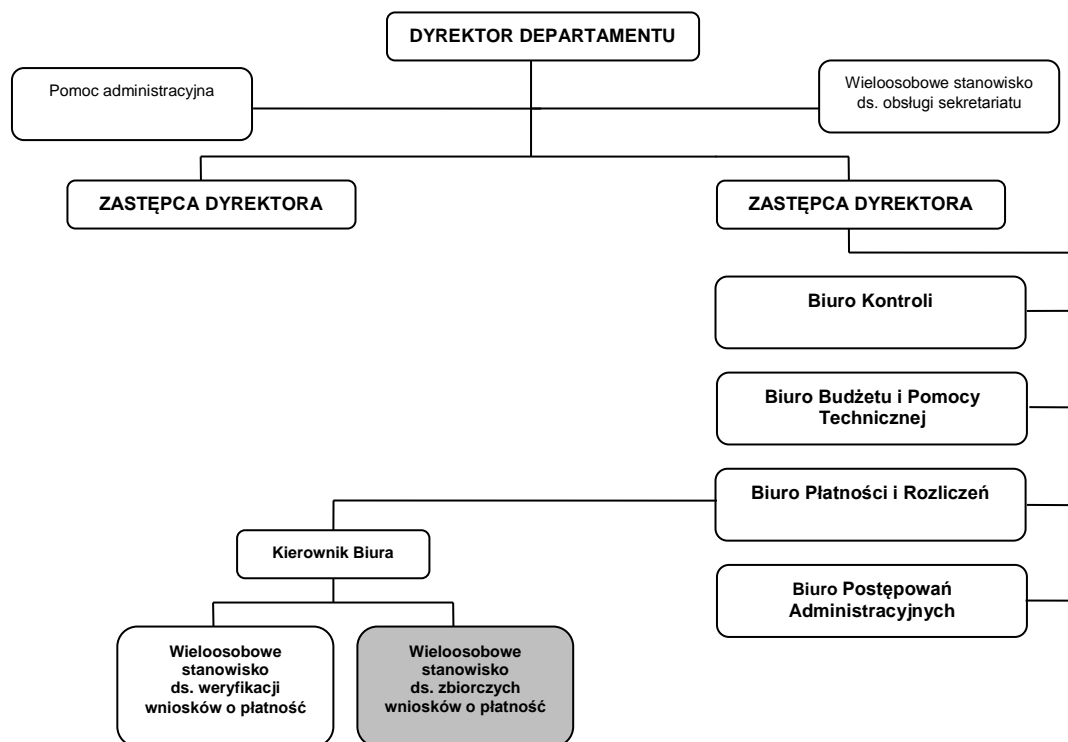 DYREKTOR DEPARTAMENTU
Pomoc administracyjna
Wieloosobowe stanowisko
ds. obsługi sekretariatu
ZASTĘPCA DYREKTORA
ZASTĘPCA DYREKTORA
Biuro Kontroli
Biuro Budżetu i Pomocy
Technicznej
Biuro Płatności i Rozliczeń
Kierownik Biura
Biuro Postępowań
Administracyjnych
Wieloosobowe
stanowisko
ds. weryfikacji
wniosków o płatność
Wieloosobowe
stanowisko
ds. zbiorczych
wniosków o płatność